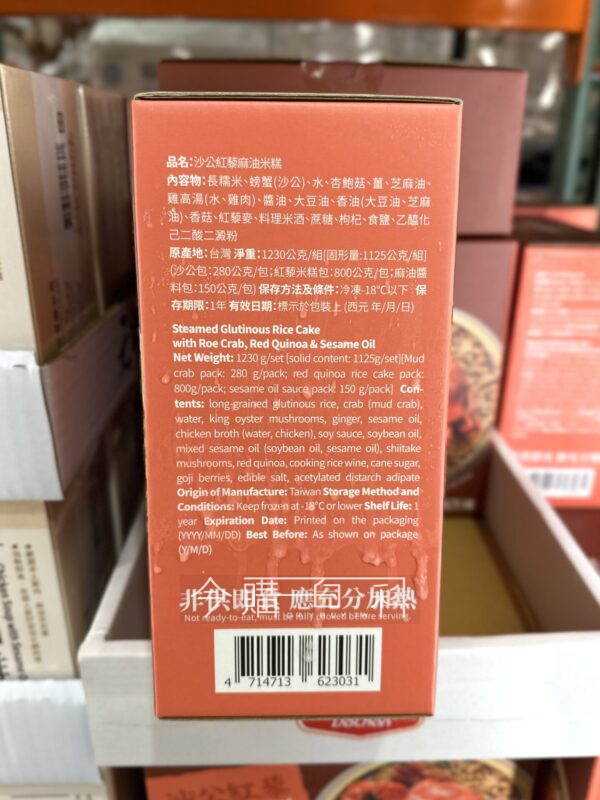 品名:沙公紅藜麻油米糕
內容物:長糯米、螃蟹(沙公)、水、杏鮑菇、薑、芝麻油、
雞高湯(水、雞肉)、醬油、大豆油、香油(大豆油、芝麻
油)、香菇、紅藜麥、料理米酒、蔗糖、枸杞、食鹽、乙醯化
己二酸二澱粉
原產地:台灣 淨重:1230公克/組[固形量:1125公克/組]
(沙公包:280公克/包;紅藜米糕包:800公克/包;麻油醬
料包:150公克/包) 保存方法及條件:冷凍-18℃以下 保
存期限:1年 有效日期:標示於包裝上 (西元 年/月/日)
Steamed Glutinous Rice Cake
with Roe Crab, Red Quinoa & Sesame Oil
Net Weight: 1230 g/set [solid content: 1125g/set][Mud
crab pack: 280 g/pack; red quinoa rice cake pack:
800g/pack; sesame oil sauce pack 150 g/pack] Con-
tents: long-grained glutinous rice, crab (mud crab),
water, king oyster mushrooms, ginger, sesame oil,
chicken broth (water, chicken), soy sauce, soybean oil,
mixed sesame oil (soybean oil, sesame oil), shiitake
mushrooms, red quinoa, cooking rice wine, cane sugar,
goji berries, edible salt, acetylated distarch adipate
Origin of Manufacture: Taiwan Storage Method and
Conditions: Keep frozen at -18°C or lower Shelf Life: 1
year Expiration Date: Printed on the packaging
(YYYY/MM/DD) Best Before: As shown on package
(Y/M/D)
非供即食 應充分加熱
Not ready-to-eat, must be fully cooked before serving.
4 714713 623031
沙公紅藜